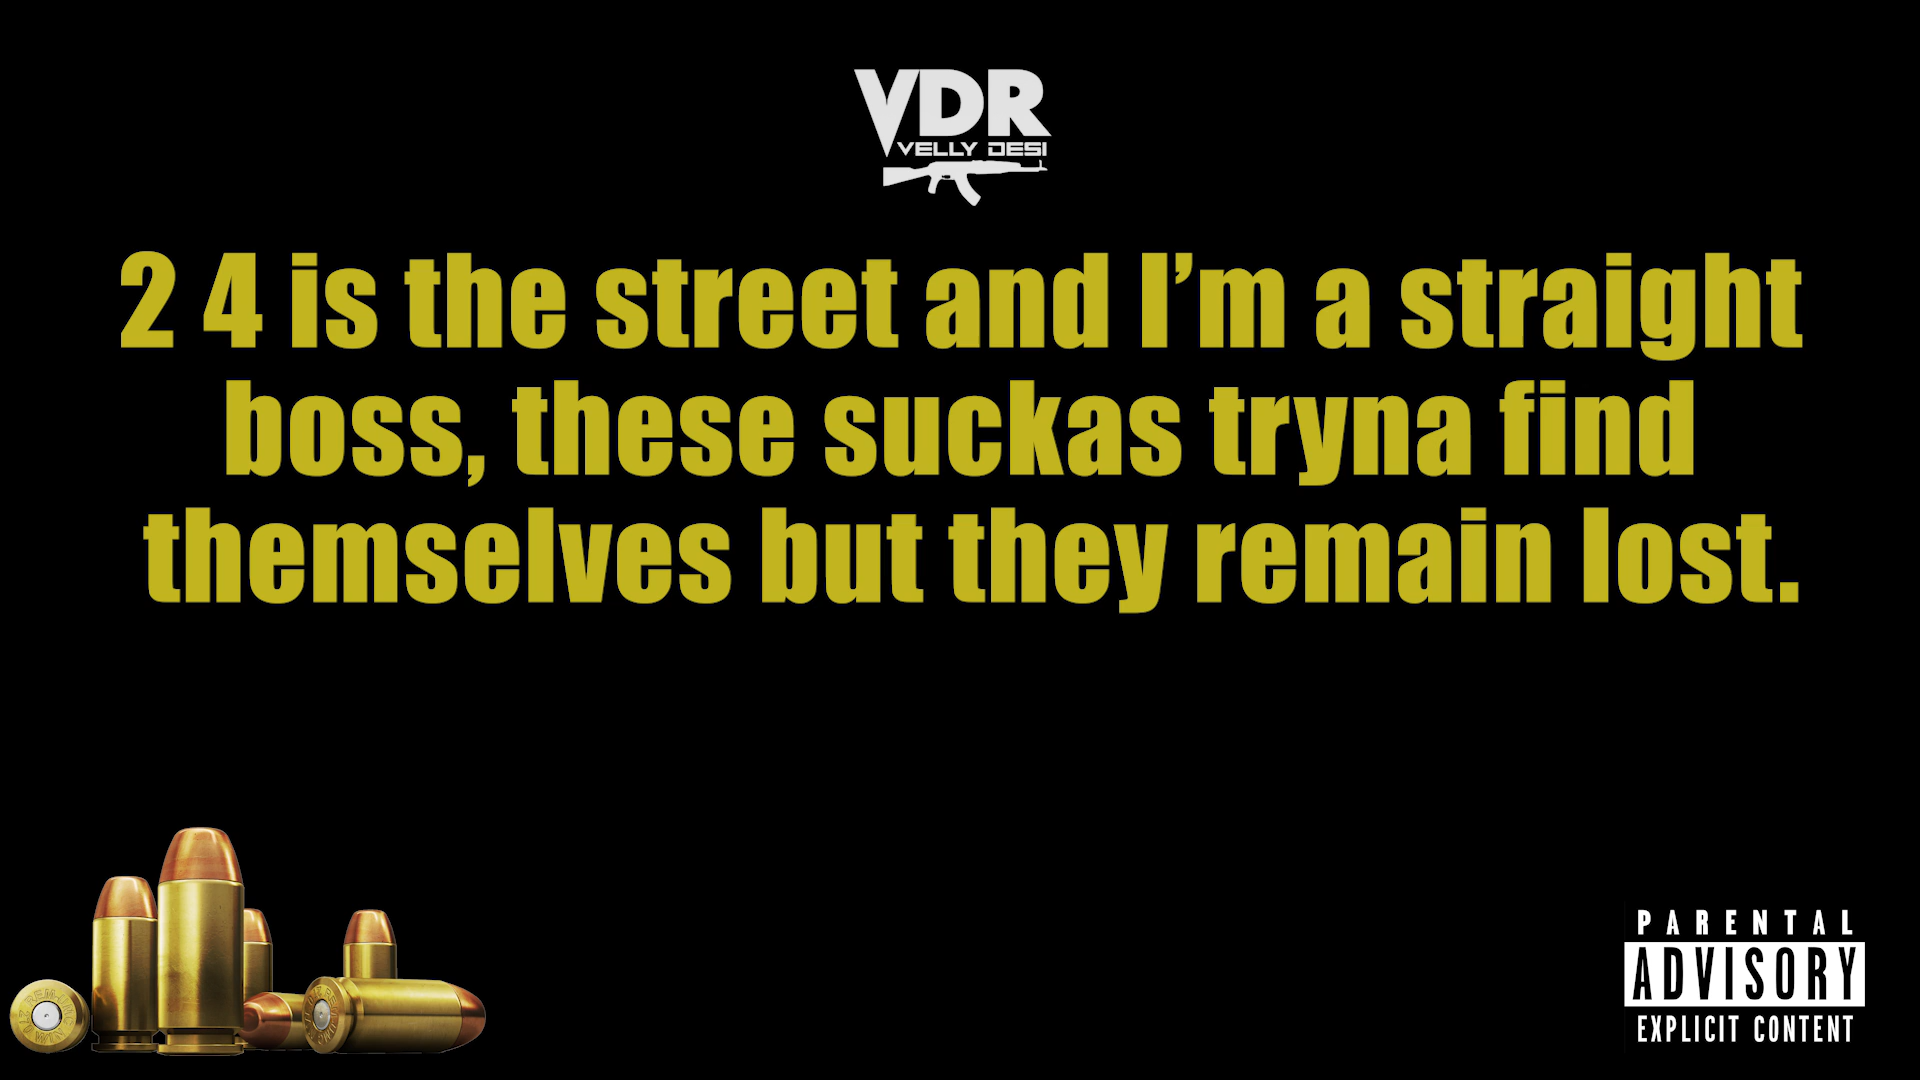 VDR
VELLY DESI
2 4 is the street and I’m a straight
boss, these suckas tryna find
themselves but they remain lost.
PARENTAL
ADVISORY
EXPLICIT CONTENT